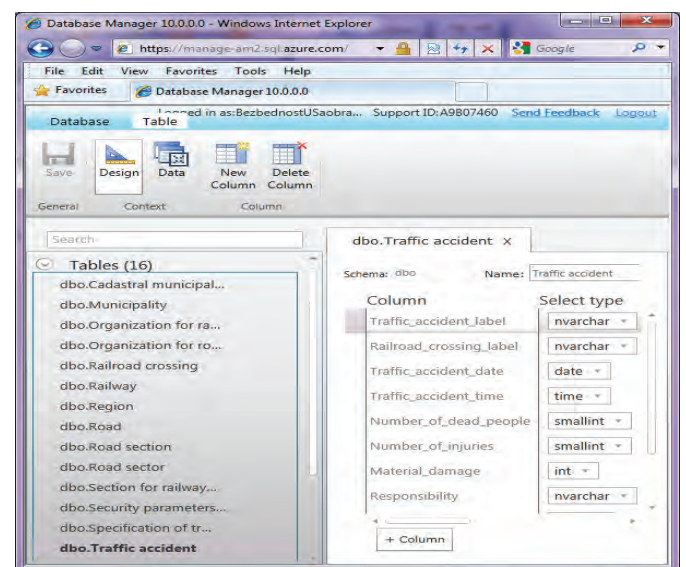 Database Manager 10.0.0.0 - Windows Internet Explorer
https://manage-am2.sql.azure.com/
Google
File Edit View Favorites Tools Help
Favorites Database Manager 10.0.0.0
Logged in as:BezbednostUSaobra... Support ID:A9B07460 Send Feedback Logout
Database Table
Save Design Data New Column Delete Column
General Context Column
Search
Tables (16)
dbo.Cadastral municipal...
dbo.Municipality
dbo.Organization for ra...
dbo.Organization for ro...
dbo.Railroad crossing
dbo.Railway
dbo.Region
dbo.Road
dbo.Road section
dbo.Road sector
dbo.Section for railway...
dbo.Security parameters...
dbo.Specification of tr...
dbo.Traffic accident
dbo.Traffic accident x
Schema: dbo Name: Traffic accident
Column Select type
Traffic_accident_label nvarchar
Railroad_crossing_label nvarchar
Traffic_accident_date date
Traffic_accident_time time
Number_of_dead_people smallint
Number_of_injuries smallint
Material_damage int
Responsibility nvarchar
+ Column